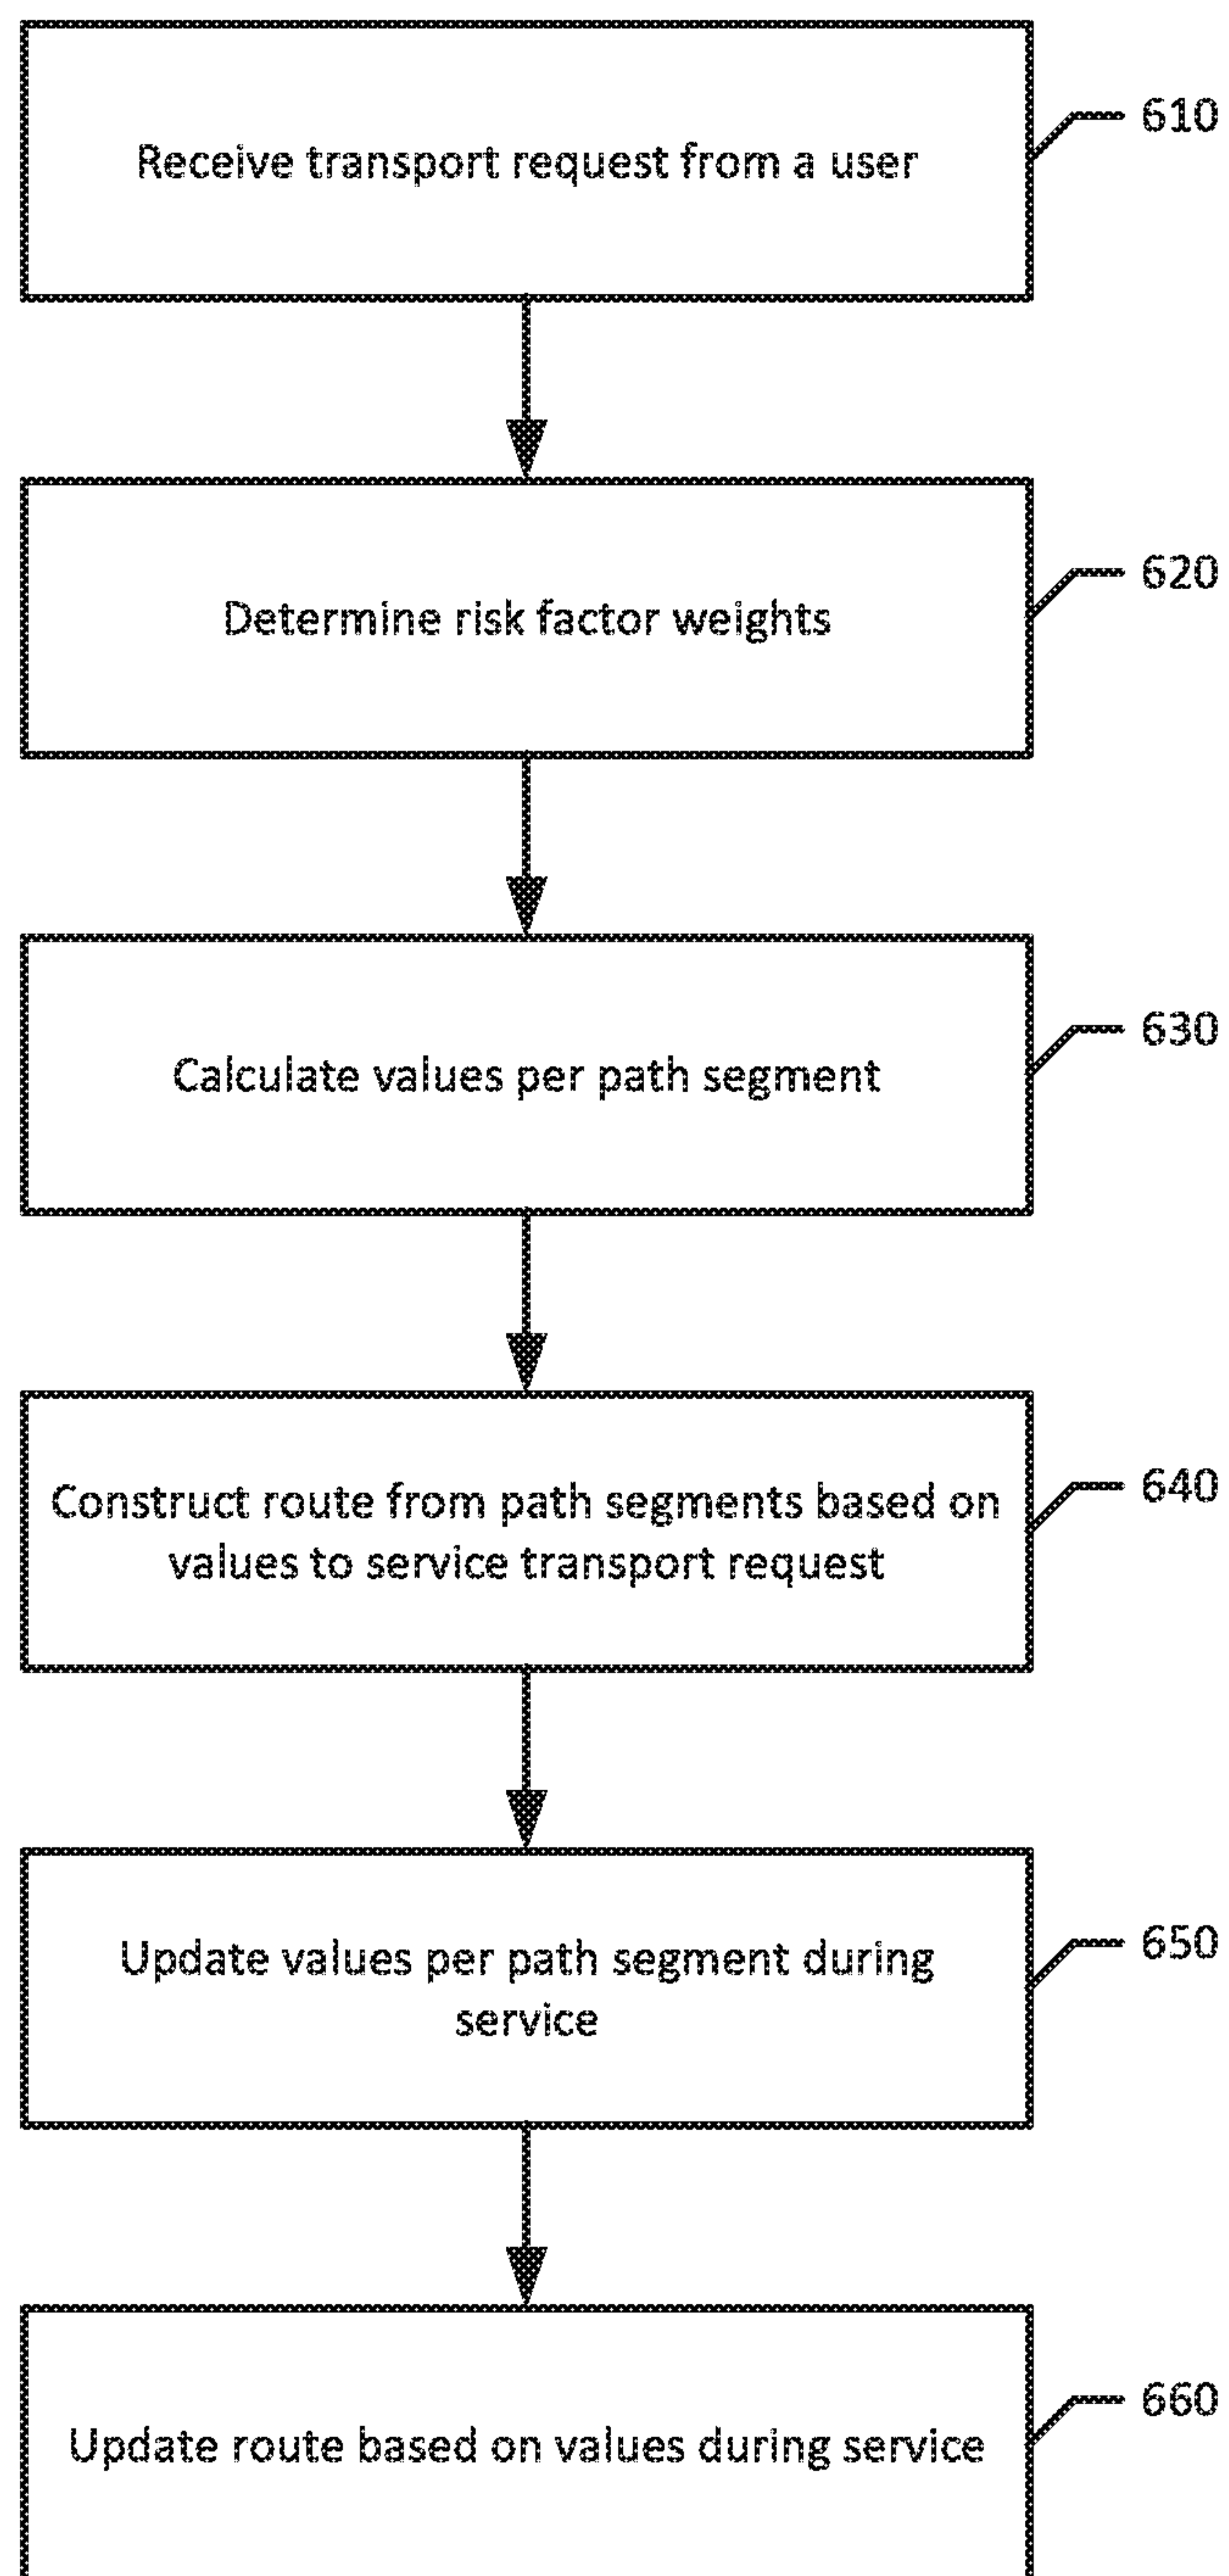 Receive transport request from a user
610
Determine risk factor weights
620
Calculate values per path segment
630
Construct route from path segments based on
values to service transport request
640
Update values per path segment during
service
650
Update route based on values during service
660